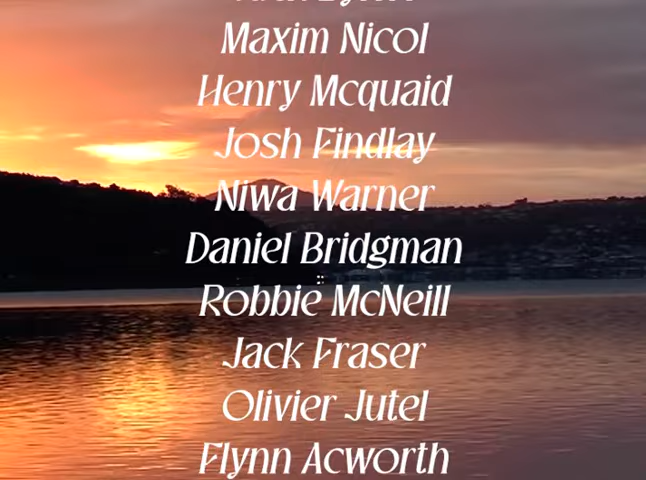 Maxim Nicol
Henry Mcquaid
Josh Findlay
Niwa Warner
Daniel Bridgman
Robbie McNeill
Jack Fraser
Olivier Jutel
Flynn Acworth